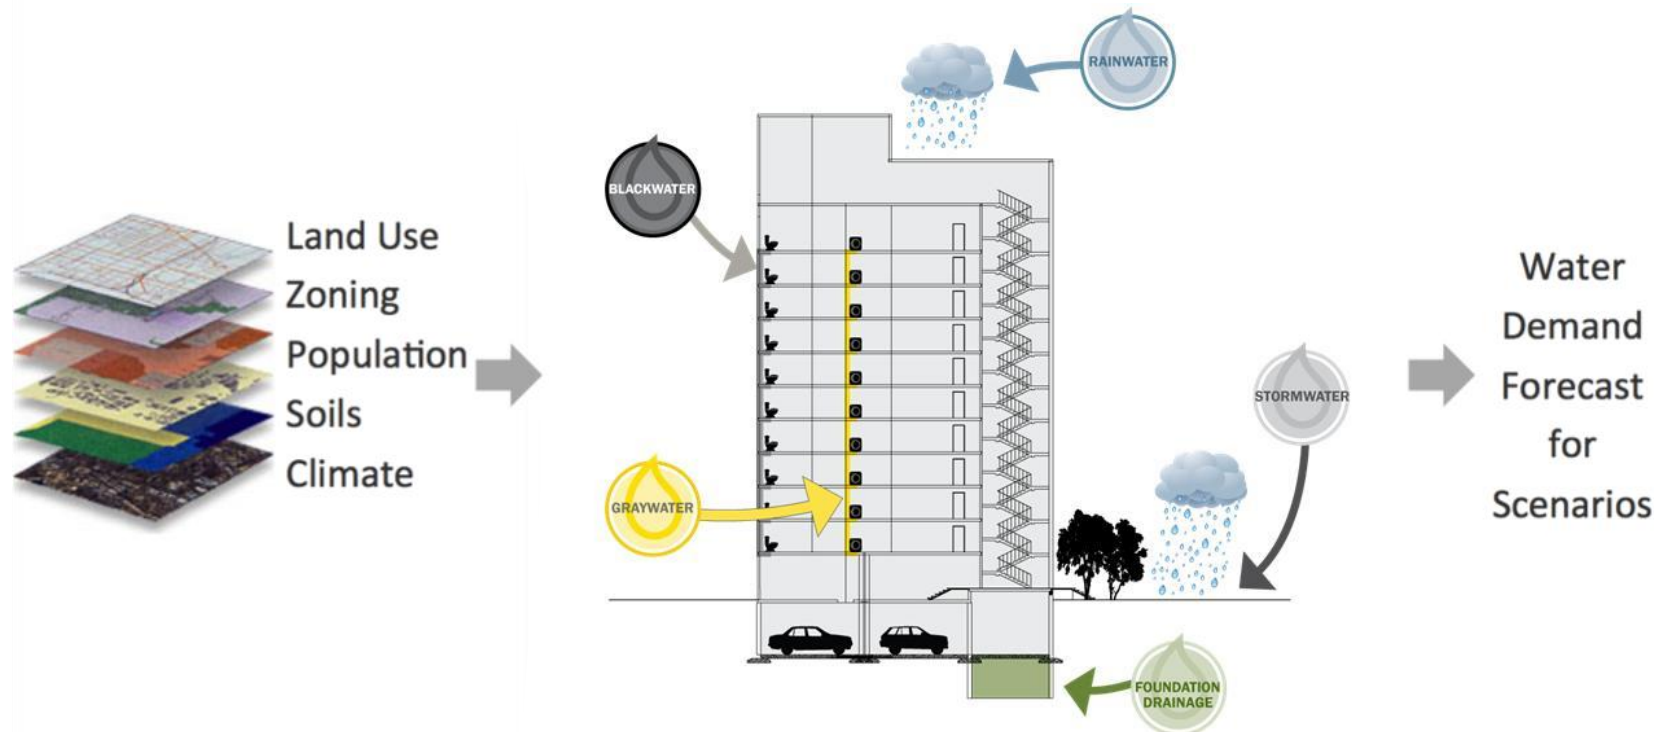 Land Use
Zoning
Population
Soils
Climate
BLACKWATER
GRAYWATER
RAINWATER
STORMWATER
FOUNDATION
DRAINAGE
Water
Demand
Forecast
for
Scenarios